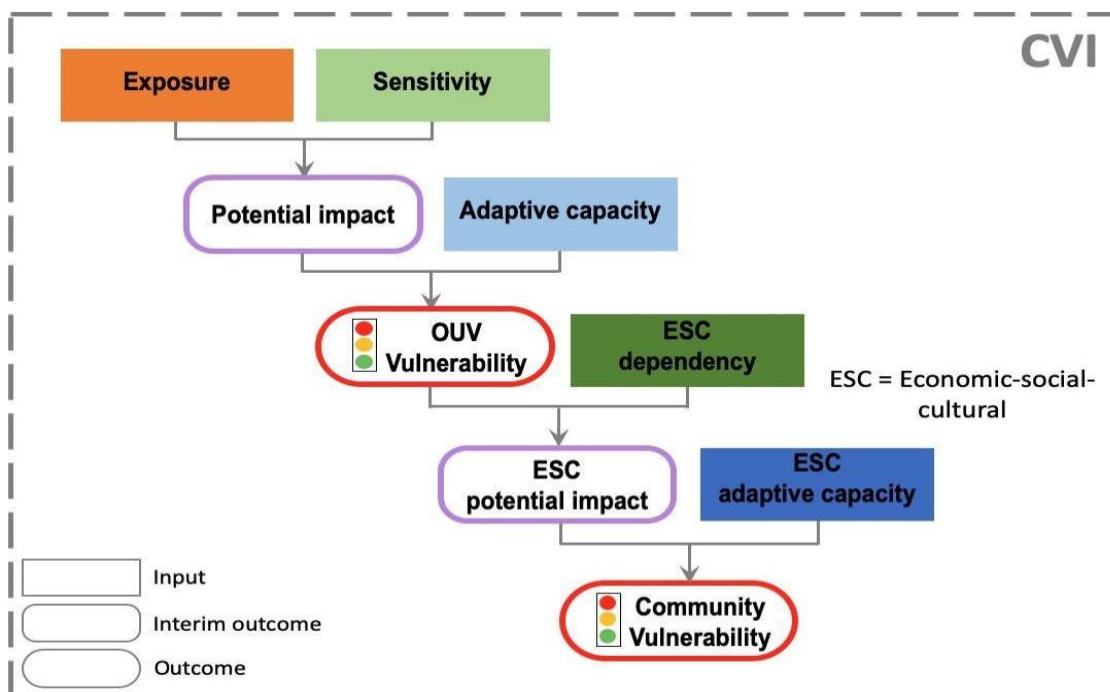 CVI
Exposure
Sensitivity
Potential impact
Adaptive capacity
OUV
Vulnerability
ESC
dependency
ESC = Economic-social-
cultural
ESC
potential impact
ESC
adaptive capacity
Input
Interim outcome
Outcome
Community
Vulnerability